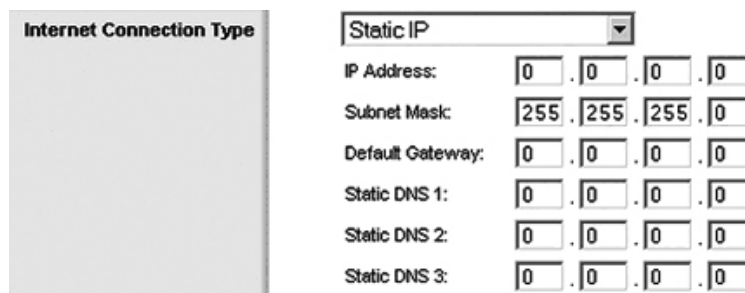 Internet Connection Type Static IP
IP Address: 0 . 0 . 0 . 0
Subnet Mask: 255 . 255 . 255 . 0
Default Gateway: 0 . 0 . 0 . 0
Static DNS 1: 0 . 0 . 0 . 0
Static DNS 2: 0 . 0 . 0 . 0
Static DNS 3: 0 . 0 . 0 . 0